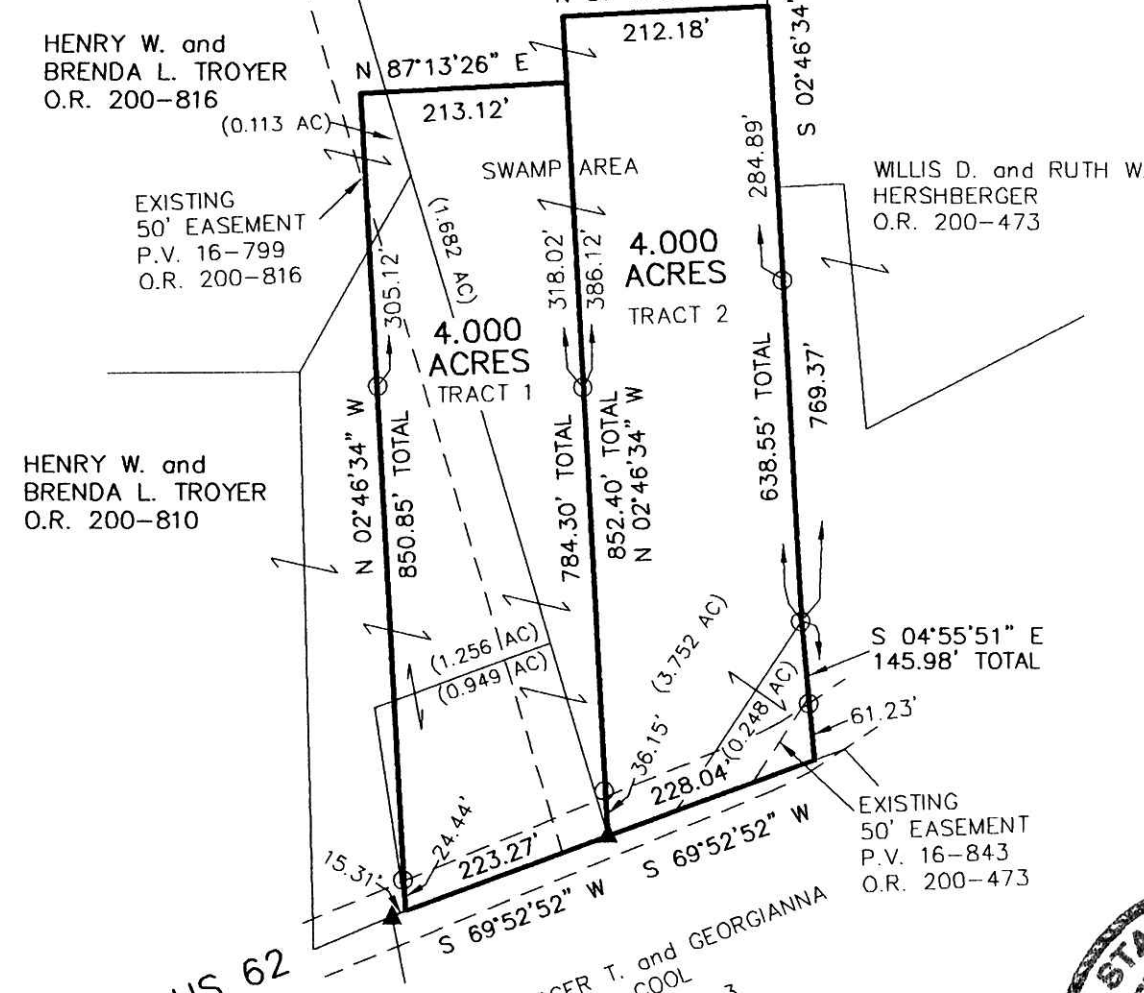 HENRY W. and
BRENDA L. TROYER
O.R. 200-816
(0.113 AC)
N 87°13'26" E
213.12'
N
212.18'
S 02°46'34"
EXISTING
50' EASEMENT
P.V. 16-799
O.R. 200-816
SWAMP AREA
WILLIS D. and RUTH W.
HERSHBERGER
O.R. 200-473
(1.682 AC)
305.12'
318.02'
386.12'
284.89'
4.000
ACRES
TRACT 1
4.000
ACRES
TRACT 2
HENRY W. and
BRENDA L. TROYER
O.R. 200-810
N 02°46'34" W
850.85' TOTAL
784.30' TOTAL
852.40' TOTAL
N 02°46'34" W
638.55' TOTAL
769.37'
(1.256 AC)
(0.949 AC)
(3.752 AC)
(0.248 AC)
S 04°55'51" E
145.98' TOTAL
61.23'
36.15'
228.04'
24.44'
15.31'
223.27'
S 69°52'52" W
S 69°52'52" W
EXISTING
50' EASEMENT
P.V. 16-843
O.R. 200-473
US 62
T. and GEORGIANNA
COOL
3
STA